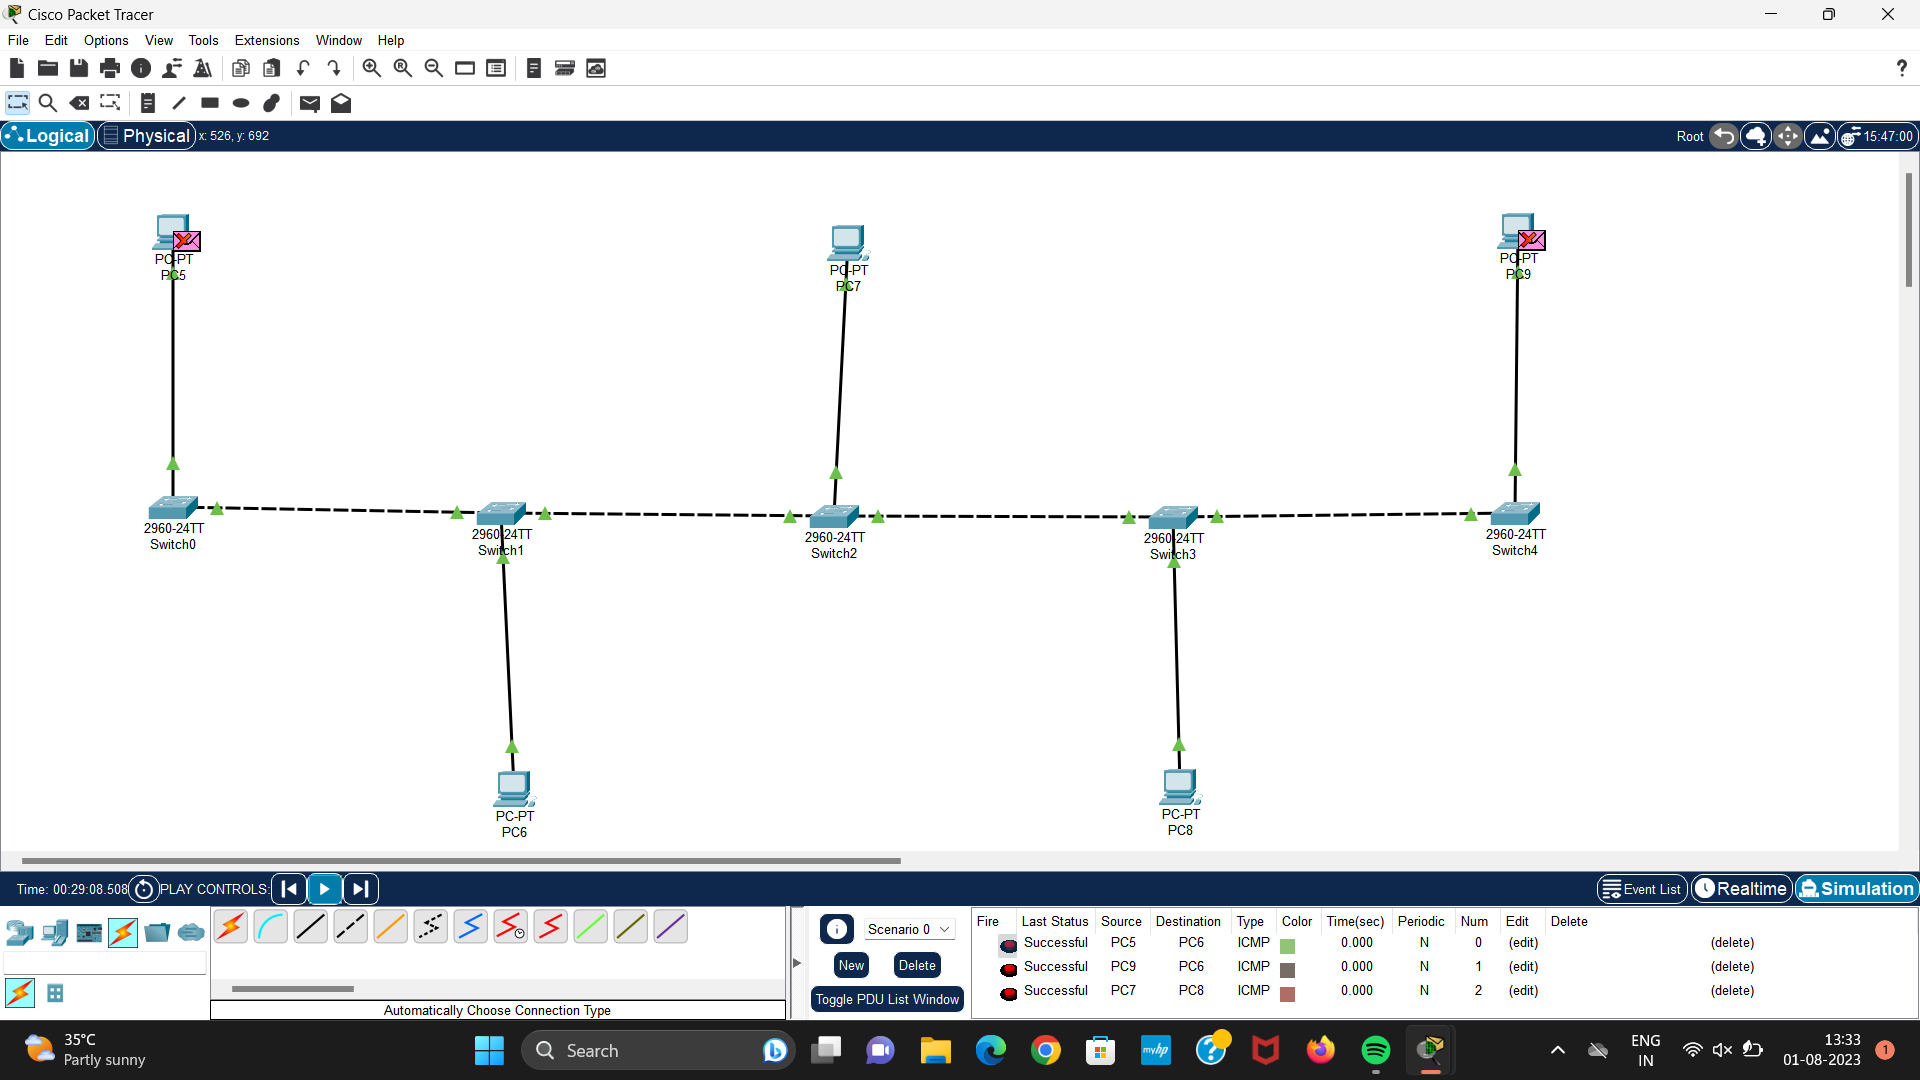 Cisco Packet Tracer
File Edit Options View Tools Extensions Window Help
?
Logical Physical x: 526, y: 692 Root 15:47:00
PC-PT
PC5
PC-PT
PC7
PC-PT
PC9
2960-24TT
Switch0
2960-24TT
Switch1
2960-24TT
Switch2
2960-24TT
Switch3
2960-24TT
Switch4
PC-PT
PC6
PC-PT
PC8
Time: 00:29:08.508 PLAY CONTROLS: Event List Realtime Simulation
Scenario 0
New Delete
Toggle PDU List Window
Automatically Choose Connection Type
Fire Last Status Source Destination Type Color Time(sec) Periodic Num Edit Delete
Successful PC5 PC6 ICMP 0.000 N 0 (edit) (delete)
Successful PC9 PC6 ICMP 0.000 N 1 (edit) (delete)
Successful PC7 PC8 ICMP 0.000 N 2 (edit) (delete)
35°C
Partly sunny
Search
myhp
ENG
IN
13:33
01-08-2023
1